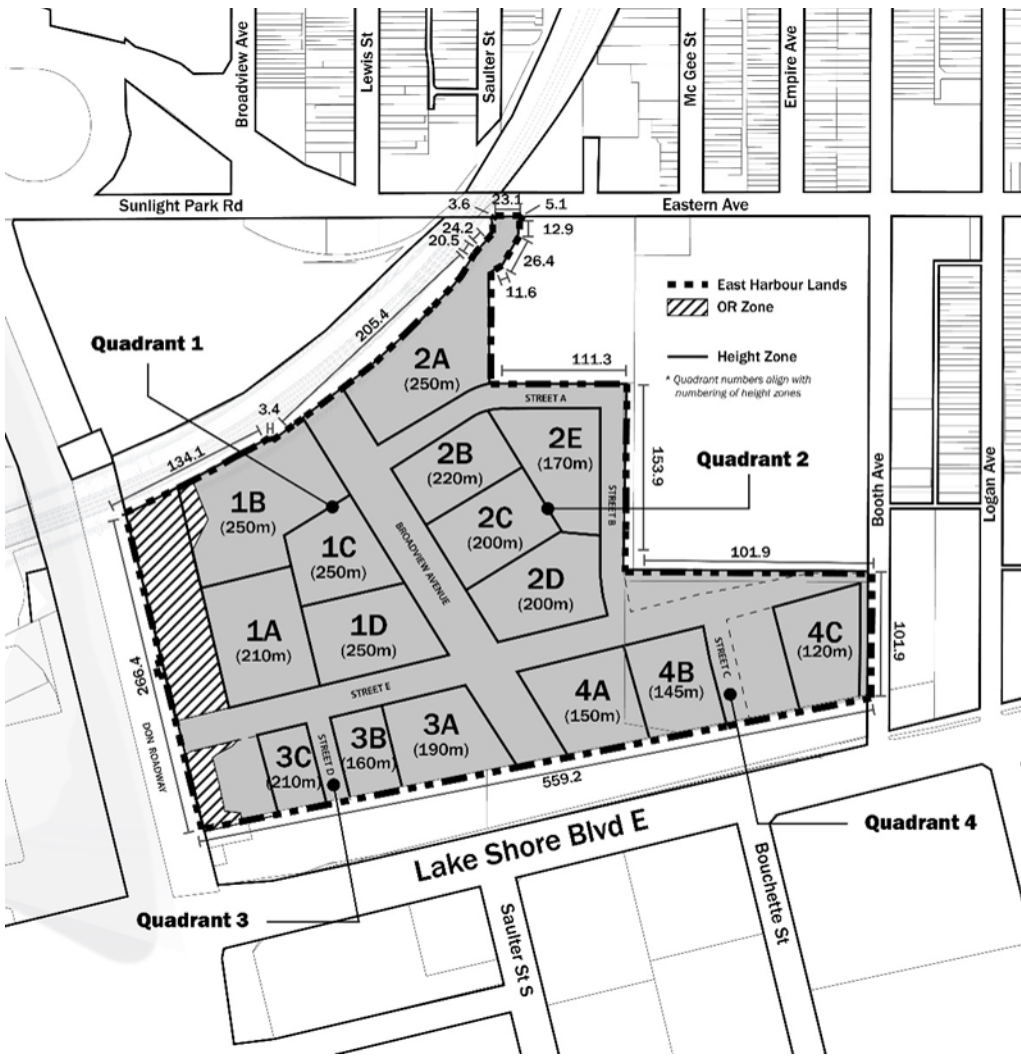 Broadview Ave
Lewis St
Saulter St
Mc Gee St
Empire Ave
Sunlight Park Rd
3.6
23.1
5.1
Eastern Ave
24.2
20.5
12.9
26.4
11.6
East Harbour Lands
OR Zone
Height Zone
* Quadrant numbers align with
numbering of height zones
Quadrant 1
205.4
2A
(250m)
111.3
STREET A
3.4
134.1
2B
(220m)
2E
(170m)
Quadrant 2
153.9
Booth Ave
Logan Ave
1B
(250m)
1C
(250m)
BROADVIEW AVENUE
2C
(200m)
STREET B
101.9
2D
(200m)
1A
(210m)
1D
(250m)
4C
(120m)
101.9
266.4
DON ROADWAY
STREET E
4A
(150m)
4B
(145m)
STREET C
3C
(210m)
STREET D
3B
(160m)
3A
(190m)
559.2
Quadrant 4
Lake Shore Blvd E
Quadrant 3
Saulter St S
Bouchette St